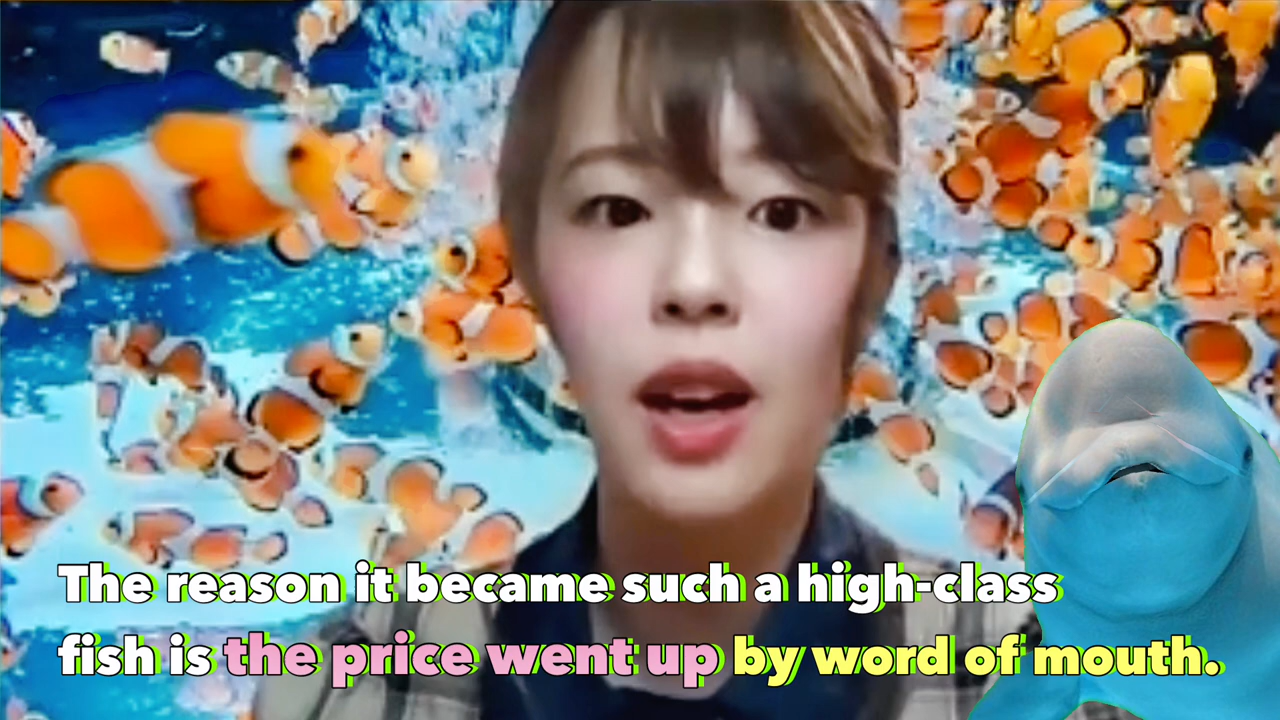 The reason it became such a high-class
fish is the price went up by word of mouth.